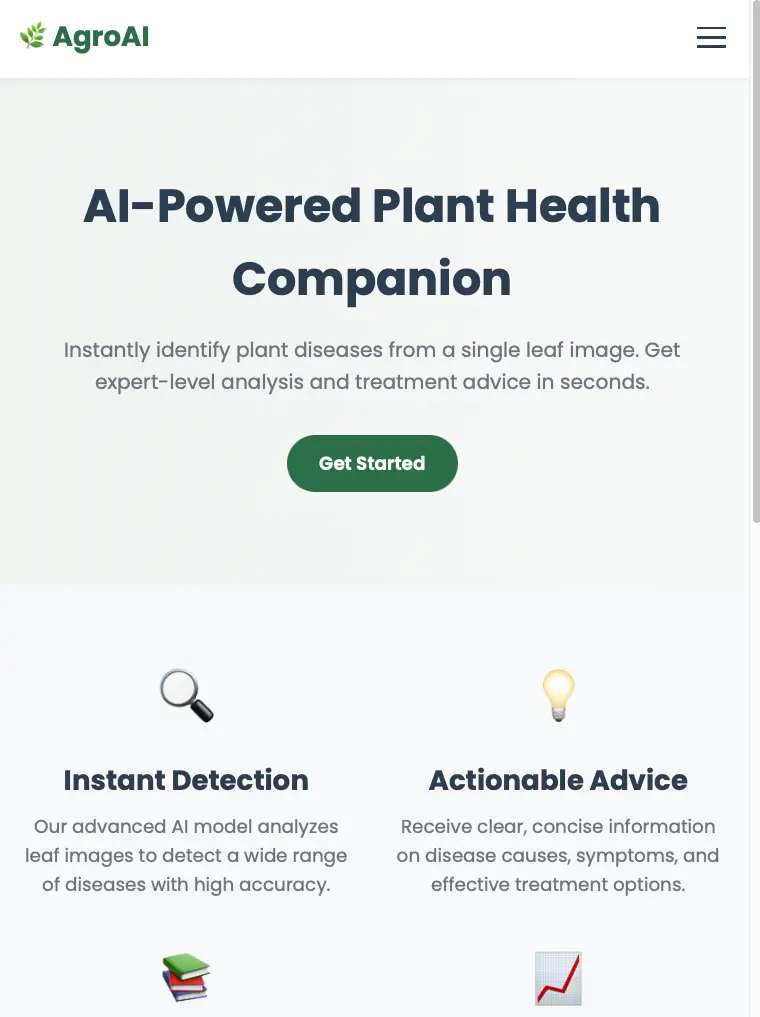 AgroAI
AI-Powered Plant Health
Companion
Instantly identify plant diseases from a single leaf image. Get
expert-level analysis and treatment advice in seconds.
Get Started
Instant Detection
Our advanced AI model analyzes
leaf images to detect a wide range
of diseases with high accuracy.
Actionable Advice
Receive clear, concise information
on disease causes, symptoms, and
effective treatment options.